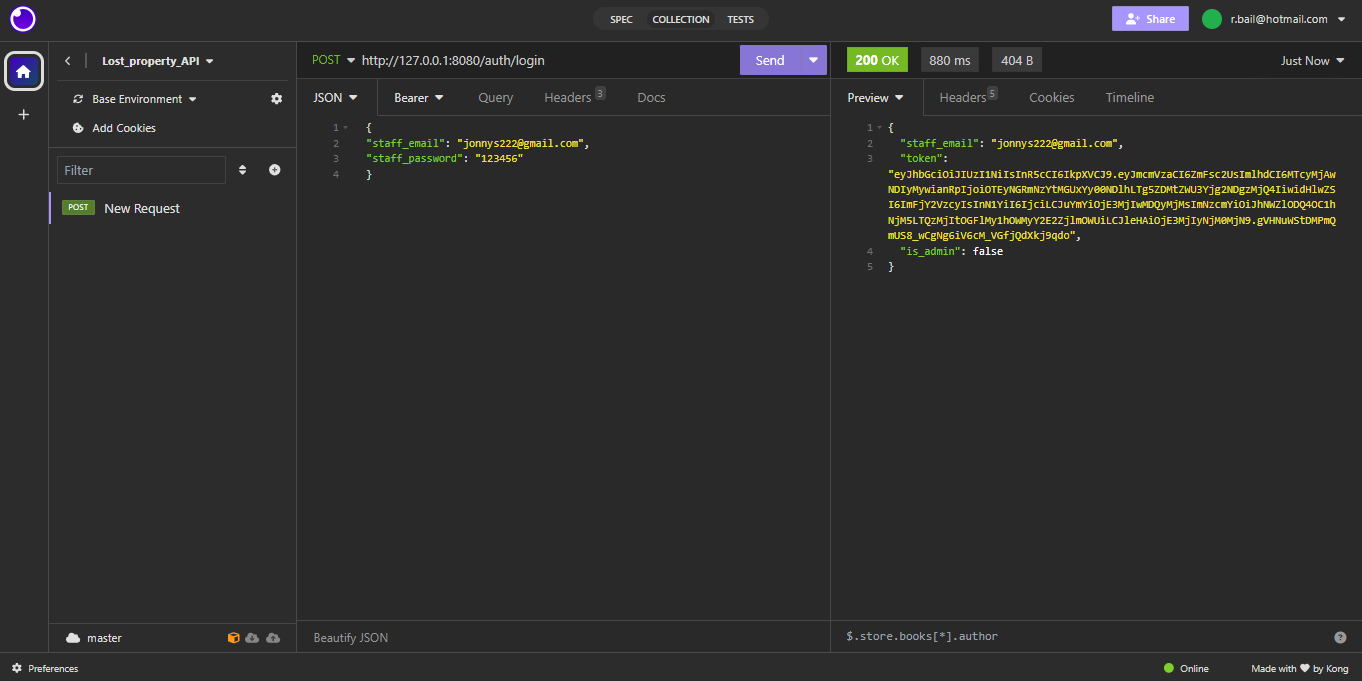 SPEC COLLECTION TESTS
Share
r.bail@hotmail.com
Lost_property_API
Base Environment
Add Cookies
Filter
POST New Request
POST http://127.0.0.1:8080/auth/login
Send
JSON Bearer Query Headers 3 Docs
1 {
2 "staff_email": "jonnys222@gmail.com",
3 "staff_password": "123456"
4 }
200 OK 880 ms 404 B Just Now
Preview Headers 5 Cookies Timeline
1 {
2 "staff_email": "jonnys222@gmail.com",
3 "token":
4 "is_admin": false
5 }
master
Beautify JSON
$.store.books[*].author
Preferences
Online
Made with ❤ by Kong